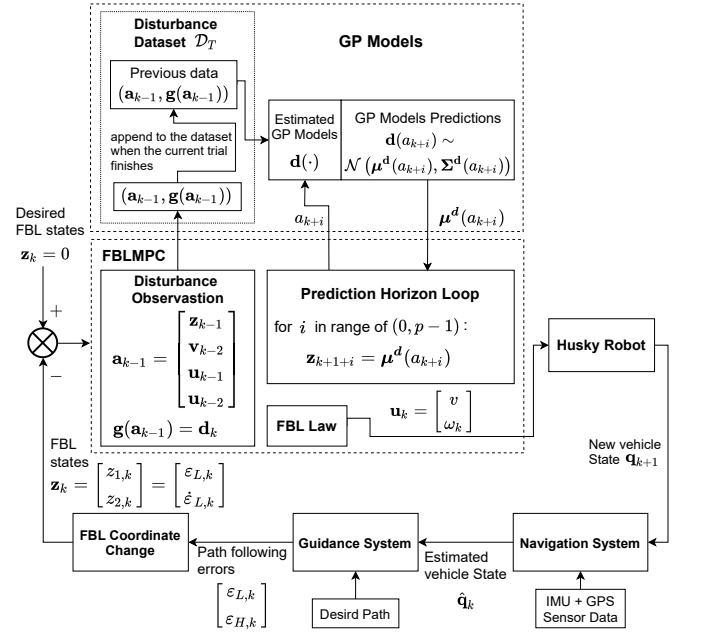 Disturbance
Dataset 𝒟_T
GP Models
Previous data
(a_{k−1}, g(a_{k−1}))
append to the dataset
when the current trial
finishes
(a_{k−1}, g(a_{k−1}))
Estimated
GP Models
d(·)
GP Models Predictions
d(a_{k+i}) ∼
𝒩 (μ^d(a_{k+i}), Σ^d(a_{k+i}))
a_{k+i}
μ^d(a_{k+i})
Desired
FBL states
z_k = 0
+
−
FBLMPC
Disturbance
Observastion
a_{k−1} = [z_{k−1}
v_{k−2}
u_{k−1}
u_{k−2}]
g(a_{k−1}) = d_k
Prediction Horizon Loop
for i in range of (0, p − 1) :
z_{k+1+i} = μ^d(a_{k+i})
FBL Law
u_k = [v
ω_k]
Husky Robot
New vehicle
State q_{k+1}
FBL
states
z_k = [z_{1,k}
z_{2,k}] = [ε_{L,k}
ε̇_{L,k}]
FBL Coordinate
Change
Path following
errors
[ε_{L,k}
ε_{H,k}]
Guidance System
Desird Path
Estimated
vehicle State
q̂_k
Navigation System
IMU + GPS
Sensor Data